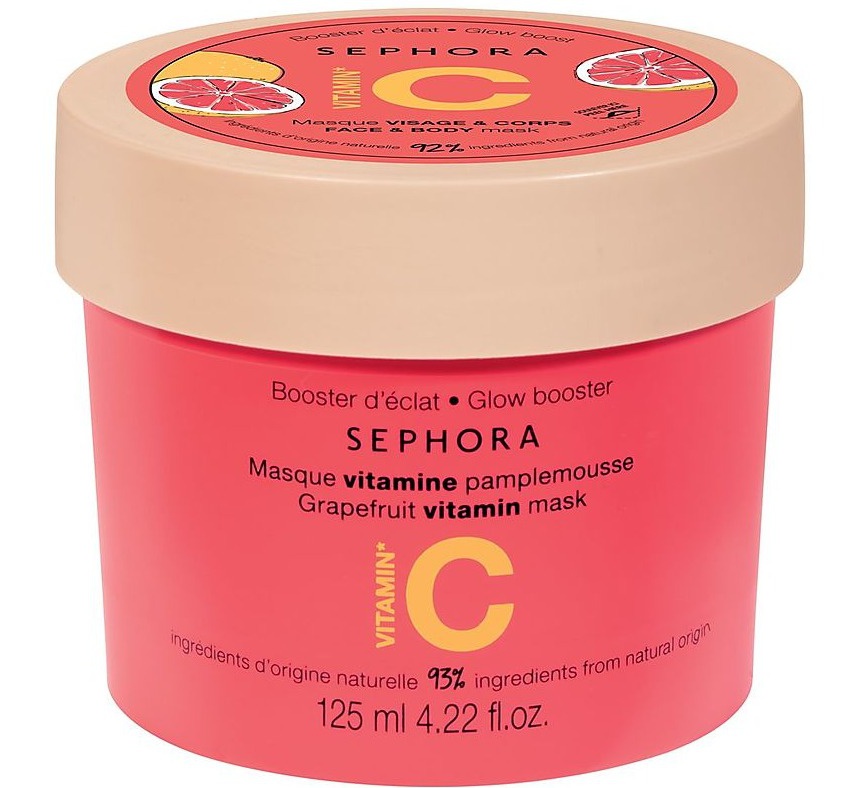 Booster d'éclat • Glow boost
SEPHORA
VITAMIN*
C
Masque VISAGE & CORPS
FACE & BODY mask
ingrédients d'origine naturelle 92% ingredients from natural origin
Booster d'éclat • Glow booster
SEPHORA
Masque vitamine pamplemousse
Grapefruit vitamin mask
VITAMIN*
C
ingrédients d'origine naturelle 93% ingredients from natural origin
125 ml 4.22 fl.oz.